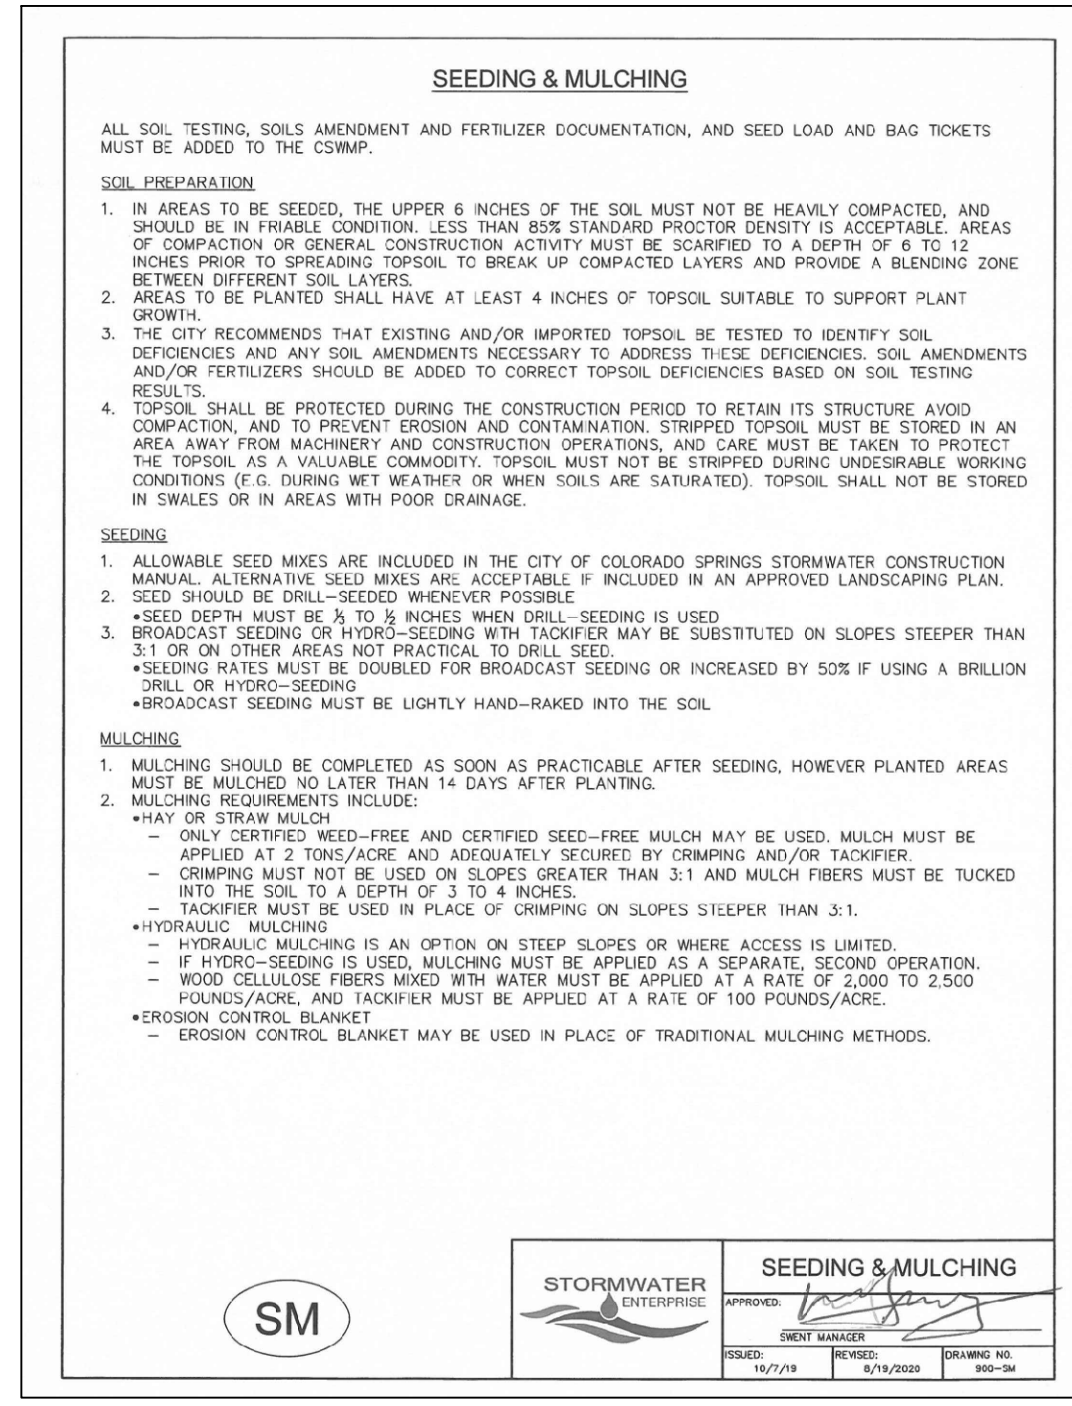 SEEDING & MULCHING
ALL SOIL TESTING, SOILS AMENDMENT AND FERTILIZER DOCUMENTATION, AND SEED LOAD AND BAG TICKETS
MUST BE ADDED TO THE CSWMP.
SOIL PREPARATION
1. IN AREAS TO BE SEEDED, THE UPPER 6 INCHES OF THE SOIL MUST NOT BE HEAVILY COMPACTED, AND
SHOULD BE IN FRIABLE CONDITION. LESS THAN 85% STANDARD PROCTOR DENSITY IS ACCEPTABLE. AREAS
OF COMPACTION OR GENERAL CONSTRUCTION ACTIVITY MUST BE SCARIFIED TO A DEPTH OF 6 TO 12
INCHES PRIOR TO SPREADING TOPSOIL TO BREAK UP COMPACTED LAYERS AND PROVIDE A BLENDING ZONE
BETWEEN DIFFERENT SOIL LAYERS.
2. AREAS TO BE PLANTED SHALL HAVE AT LEAST 4 INCHES OF TOPSOIL SUITABLE TO SUPPORT PLANT
GROWTH.
3. THE CITY RECOMMENDS THAT EXISTING AND/OR IMPORTED TOPSOIL BE TESTED TO IDENTIFY SOIL
DEFICIENCIES AND ANY SOIL AMENDMENTS NECESSARY TO ADDRESS THESE DEFICIENCIES. SOIL AMENDMENTS
AND/OR FERTILIZERS SHOULD BE ADDED TO CORRECT TOPSOIL DEFICIENCIES BASED ON SOIL TESTING
RESULTS.
4. TOPSOIL SHALL BE PROTECTED DURING THE CONSTRUCTION PERIOD TO RETAIN ITS STRUCTURE AVOID
COMPACTION, AND TO PREVENT EROSION AND CONTAMINATION. STRIPPED TOPSOIL MUST BE STORED IN AN
AREA AWAY FROM MACHINERY AND CONSTRUCTION OPERATIONS, AND CARE MUST BE TAKEN TO PROTECT
THE TOPSOIL AS A VALUABLE COMMODITY. TOPSOIL MUST NOT BE STRIPPED DURING UNDESIRABLE WORKING
CONDITIONS (E.G. DURING WET WEATHER OR WHEN SOILS ARE SATURATED). TOPSOIL SHALL NOT BE STORED
IN SWALES OR IN AREAS WITH POOR DRAINAGE.
SEEDING
1. ALLOWABLE SEED MIXES ARE INCLUDED IN THE CITY OF COLORADO SPRINGS STORMWATER CONSTRUCTION
MANUAL. ALTERNATIVE SEED MIXES ARE ACCEPTABLE IF INCLUDED IN AN APPROVED LANDSCAPING PLAN.
2. SEED SHOULD BE DRILL-SEEDED WHENEVER POSSIBLE
•SEED DEPTH MUST BE ⅓ TO ½ INCHES WHEN DRILL-SEEDING IS USED
3. BROADCAST SEEDING OR HYDRO-SEEDING WITH TACKIFIER MAY BE SUBSTITUTED ON SLOPES STEEPER THAN
3:1 OR ON OTHER AREAS NOT PRACTICAL TO DRILL SEED.
•SEEDING RATES MUST BE DOUBLED FOR BROADCAST SEEDING OR INCREASED BY 50% IF USING A BRILLION
DRILL OR HYDRO-SEEDING
•BROADCAST SEEDING MUST BE LIGHTLY HAND-RAKED INTO THE SOIL
MULCHING
1. MULCHING SHOULD BE COMPLETED AS SOON AS PRACTICABLE AFTER SEEDING, HOWEVER PLANTED AREAS
MUST BE MULCHED NO LATER THAN 14 DAYS AFTER PLANTING.
2. MULCHING REQUIREMENTS INCLUDE:
•HAY OR STRAW MULCH
– ONLY CERTIFIED WEED-FREE AND CERTIFIED SEED-FREE MULCH MAY BE USED. MULCH MUST BE
APPLIED AT 2 TONS/ACRE AND ADEQUATELY SECURED BY CRIMPING AND/OR TACKIFIER.
– CRIMPING MUST NOT BE USED ON SLOPES GREATER THAN 3:1 AND MULCH FIBERS MUST BE TUCKED
INTO THE SOIL TO A DEPTH OF 3 TO 4 INCHES.
– TACKIFIER MUST BE USED IN PLACE OF CRIMPING ON SLOPES STEEPER THAN 3:1.
•HYDRAULIC MULCHING
– HYDRAULIC MULCHING IS AN OPTION ON STEEP SLOPES OR WHERE ACCESS IS LIMITED.
– IF HYDRO-SEEDING IS USED, MULCHING MUST BE APPLIED AS A SEPARATE, SECOND OPERATION.
– WOOD CELLULOSE FIBERS MIXED WITH WATER MUST BE APPLIED AT A RATE OF 2,000 TO 2,500
POUNDS/ACRE, AND TACKIFIER MUST BE APPLIED AT A RATE OF 100 POUNDS/ACRE.
•EROSION CONTROL BLANKET
– EROSION CONTROL BLANKET MAY BE USED IN PLACE OF TRADITIONAL MULCHING METHODS.
SM
STORMWATER
ENTERPRISE
SEEDING & MULCHING
APPROVED:
SWENT MANAGER
ISSUED: REVISED: DRAWING NO.
10/7/19 8/19/2020 900-SM